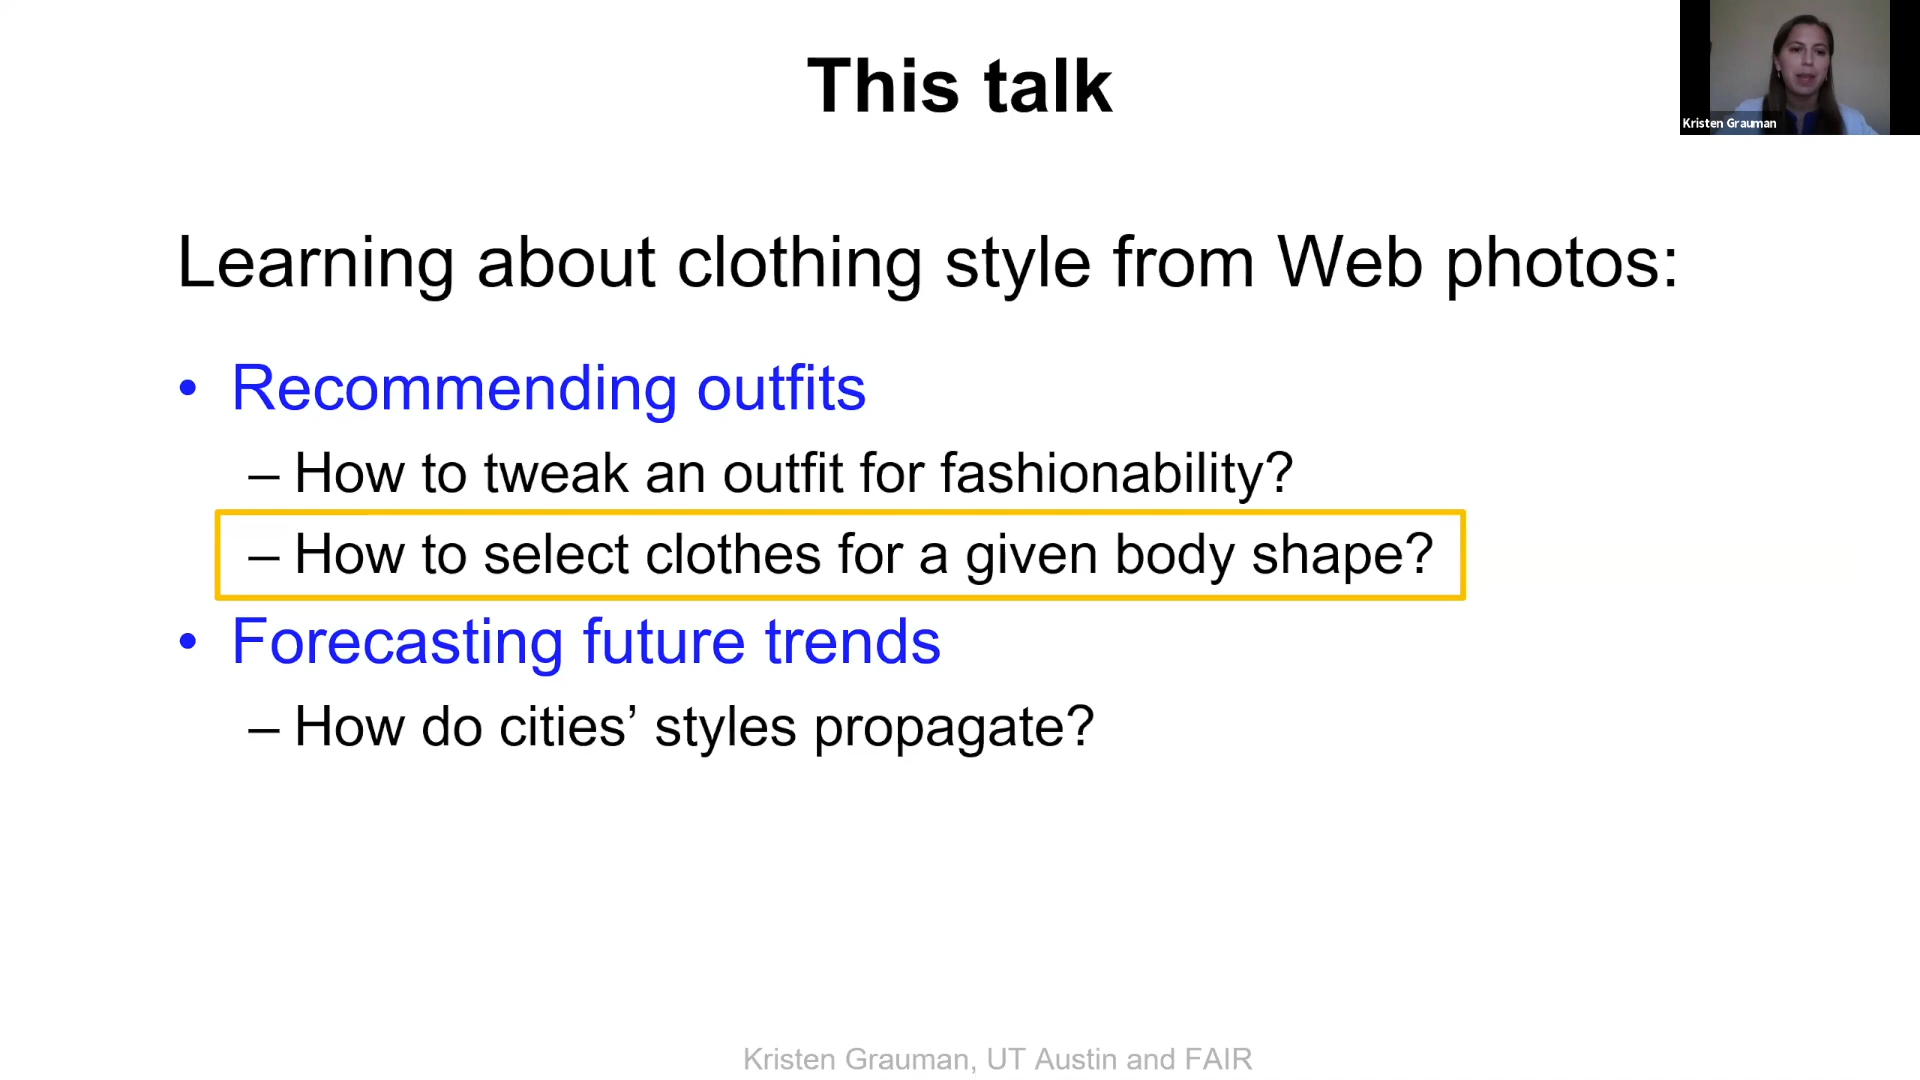 This talk
Kristen Grauman
Learning about clothing style from Web photos:
• Recommending outfits
– How to tweak an outfit for fashionability?
– How to select clothes for a given body shape?
• Forecasting future trends
– How do cities’ styles propagate?
Kristen Grauman, UT Austin and FAIR